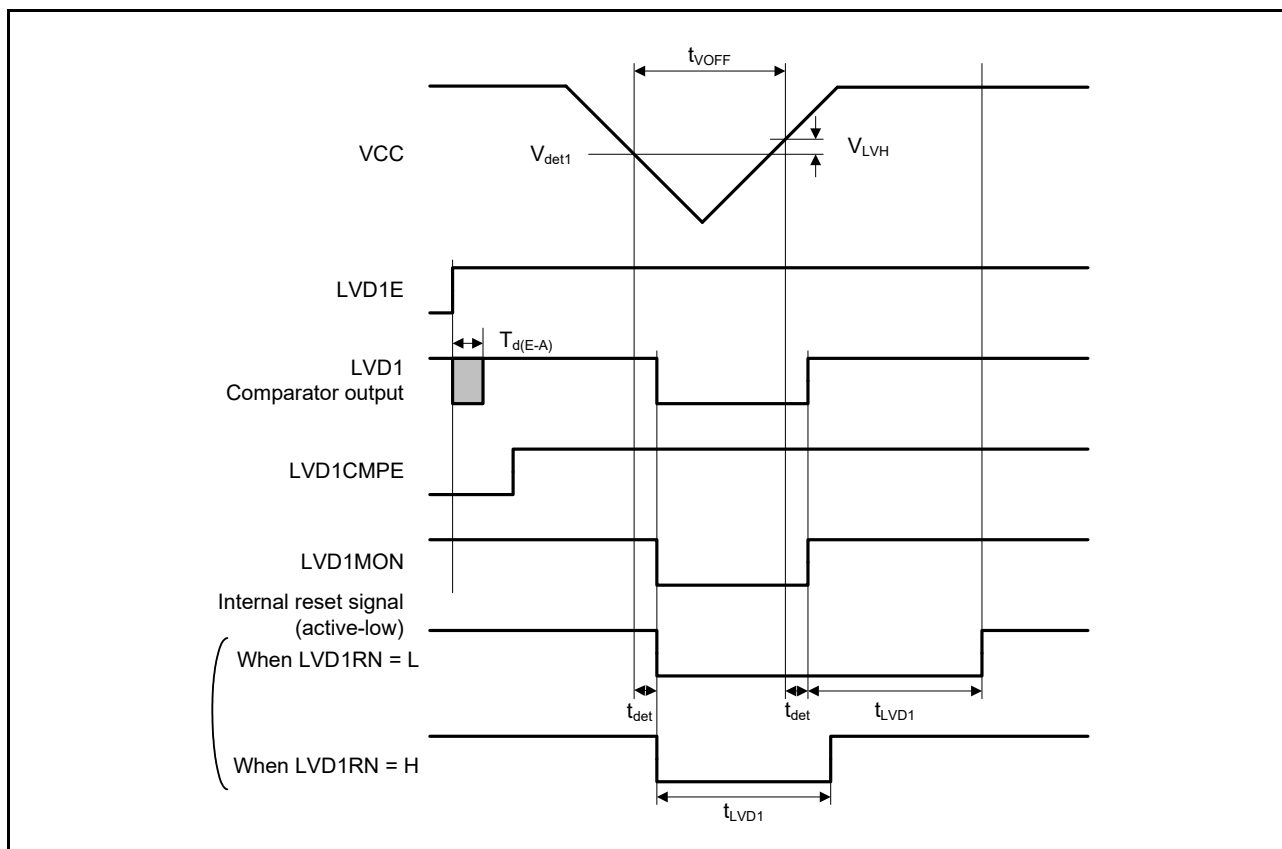 tVOFF
VCC
Vdet1
VLVH
LVD1E
Td(E-A)
LVD1
Comparator output
LVD1CMPE
LVD1MON
Internal reset signal
(active-low)
When LVD1RN = L
tdet
tdet
tLVD1
When LVD1RN = H
tLVD1